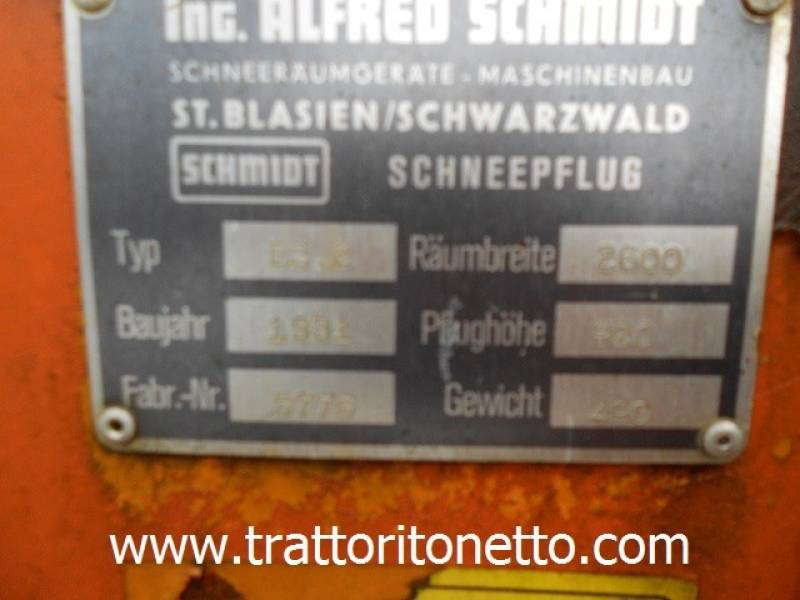 Ing. ALFRED SCHMIDT
SCHNEERÄUMGERÄTE - MASCHINENBAU
ST. BLASIEN/SCHWARZWALD
SCHMIDT SCHNEEPFLUG
Typ Räumbreite 2600
Baujahr Pflughöhe
Fabr.-Nr. Gewicht
www.trattoritonetto.com